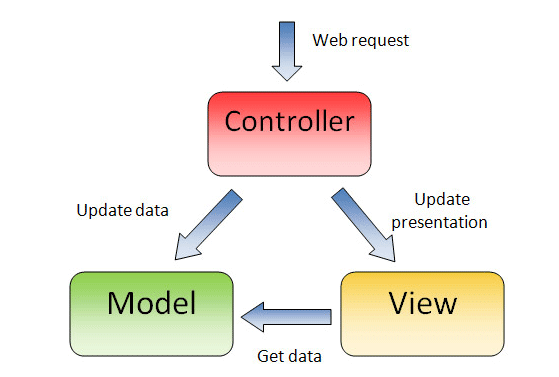 Web request
Controller
Update data
Update
presentation
Model
View
Get data